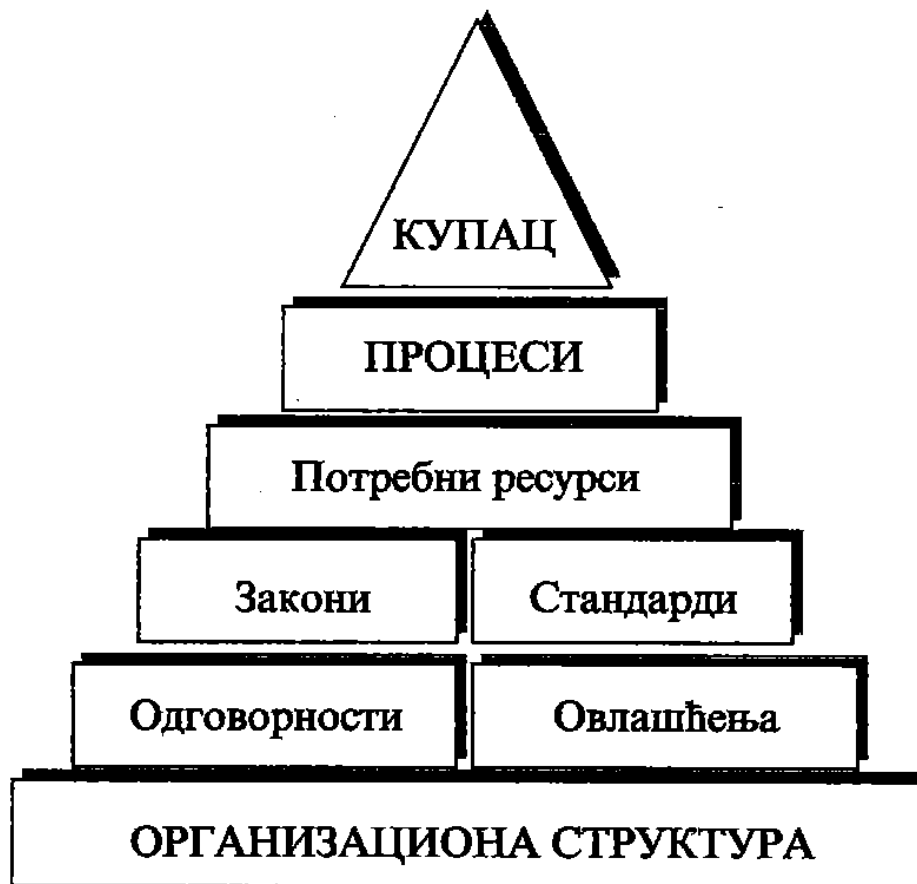 КУПАЦ
ПРОЦЕСИ
Потребни ресурси
Закони Стандарди
Одговорности Овлашћења
ОРГАНИЗАЦИОНА СТРУКТУРА